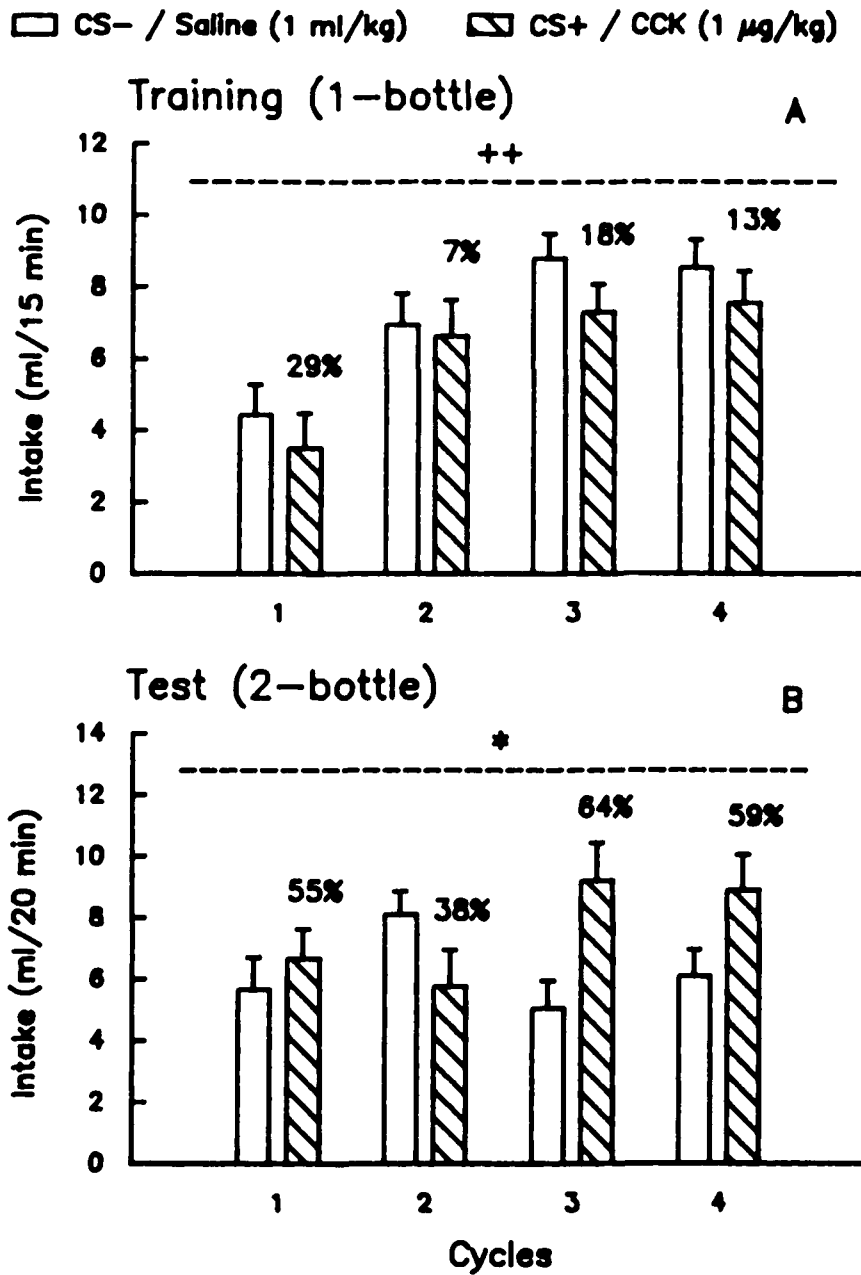 CS− / Saline (1 ml/kg) CS+ / CCK (1 μg/kg)
Training (1−bottle)
A
++
12
10
8
6
4
2
0
Intake (ml/15 min)
29%
7%
18%
13%
1 2 3 4
Test (2−bottle)
B
*
14
12
10
8
6
4
2
0
Intake (ml/20 min)
55%
38%
64%
59%
1 2 3 4
Cycles